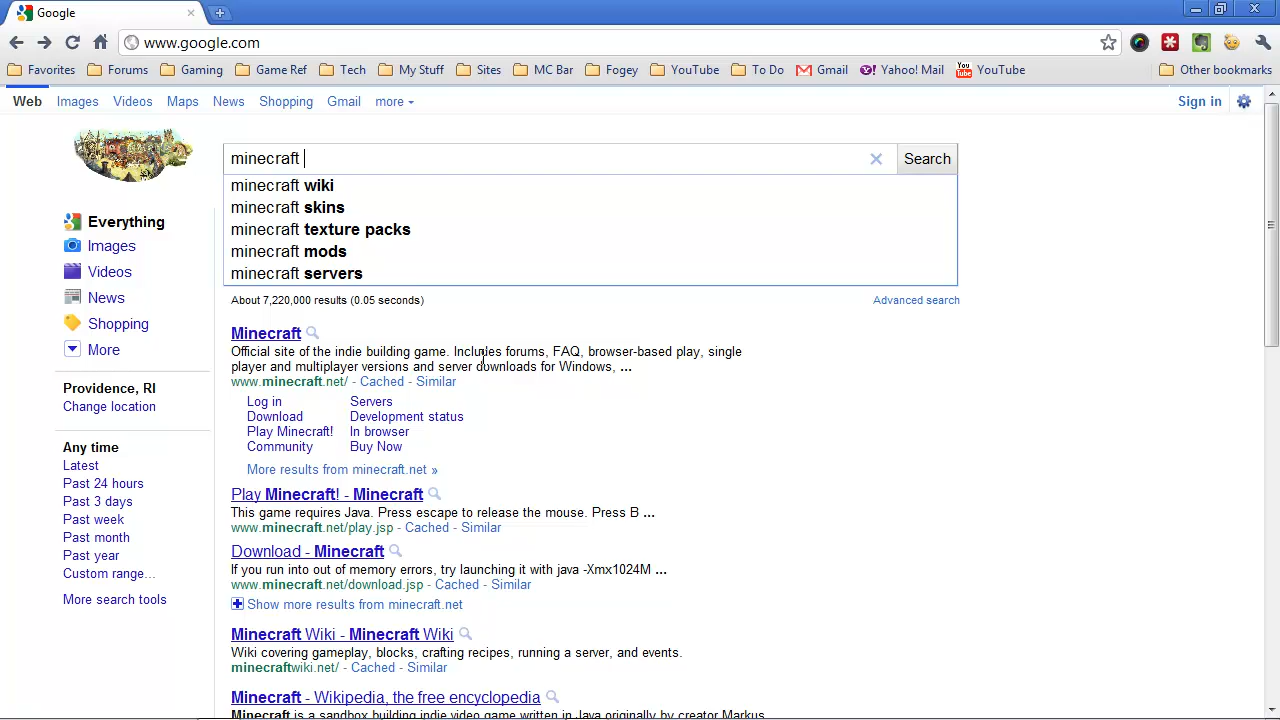 Google
www.google.com
Favorites Forums Gaming Game Ref Tech My Stuff Sites MC Bar Fogey YouTube To Do Gmail Yahoo! Mail YouTube Other bookmarks
Web Images Videos Maps News Shopping Gmail more Sign in
minecraft Search
minecraft wiki
minecraft skins
minecraft texture packs
minecraft mods
minecraft servers
Everything
Images
Videos
News
Shopping
More
Providence, RI
Change location
Any time
Latest
Past 24 hours
Past 3 days
Past week
Past month
Past year
Custom range...
More search tools
About 7,220,000 results (0.05 seconds) Advanced search
Minecraft
Official site of the indie building game. Includes forums, FAQ, browser-based play, single
player and multiplayer versions and server downloads for Windows, ...
www.minecraft.net/ - Cached - Similar
Log in Servers
Download Development status
Play Minecraft! In browser
Community Buy Now
More results from minecraft.net »
Play Minecraft! - Minecraft
This game requires Java. Press escape to release the mouse. Press B ...
www.minecraft.net/play.jsp - Cached - Similar
Download - Minecraft
If you run into out of memory errors, try launching it with java -Xmx1024M ...
www.minecraft.net/download.jsp - Cached - Similar
Show more results from minecraft.net
Minecraft Wiki - Minecraft Wiki
Wiki covering gameplay, blocks, crafting recipes, running a server, and events.
minecraftwiki.net/ - Cached - Similar
Minecraft - Wikipedia, the free encyclopedia
Minecraft is a sandbox building indie video game written in Java originally by creator Markus